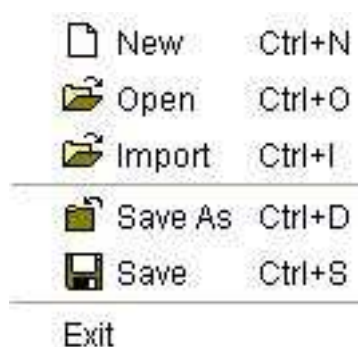 New Ctrl+N
Open Ctrl+O
Import Ctrl+I
Save As Ctrl+D
Save Ctrl+S
Exit